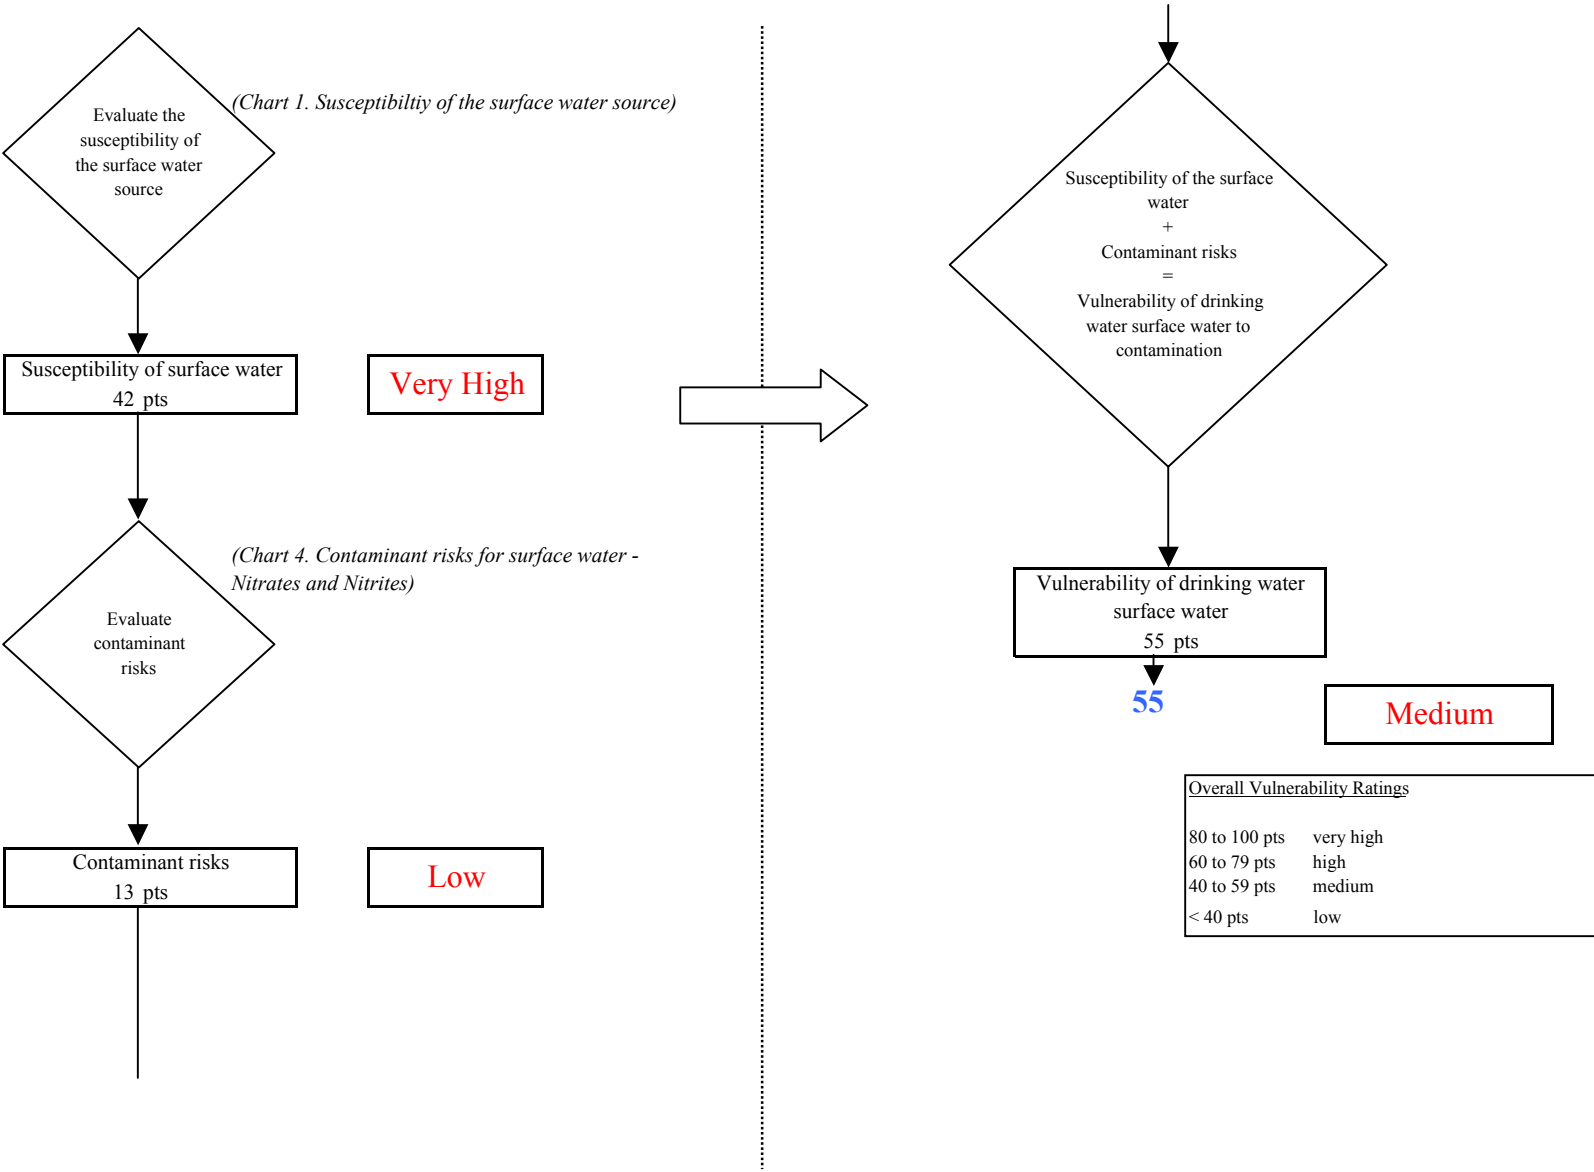 Evaluate the
susceptibility of
the surface water
source
(Chart 1. Susceptibiltiy of the surface water source)
Susceptibility of surface water
42 pts
Very High
(Chart 4. Contaminant risks for surface water -
Nitrates and Nitrites)
Evaluate
contaminant
risks
Contaminant risks
13 pts
Low
Susceptibility of the surface
water
+
Contaminant risks
=
Vulnerability of drinking
water surface water to
contamination
Vulnerability of drinking water
surface water
55 pts
55
Medium
Overall Vulnerability Ratings
80 to 100 pts very high
60 to 79 pts high
40 to 59 pts medium
< 40 pts low